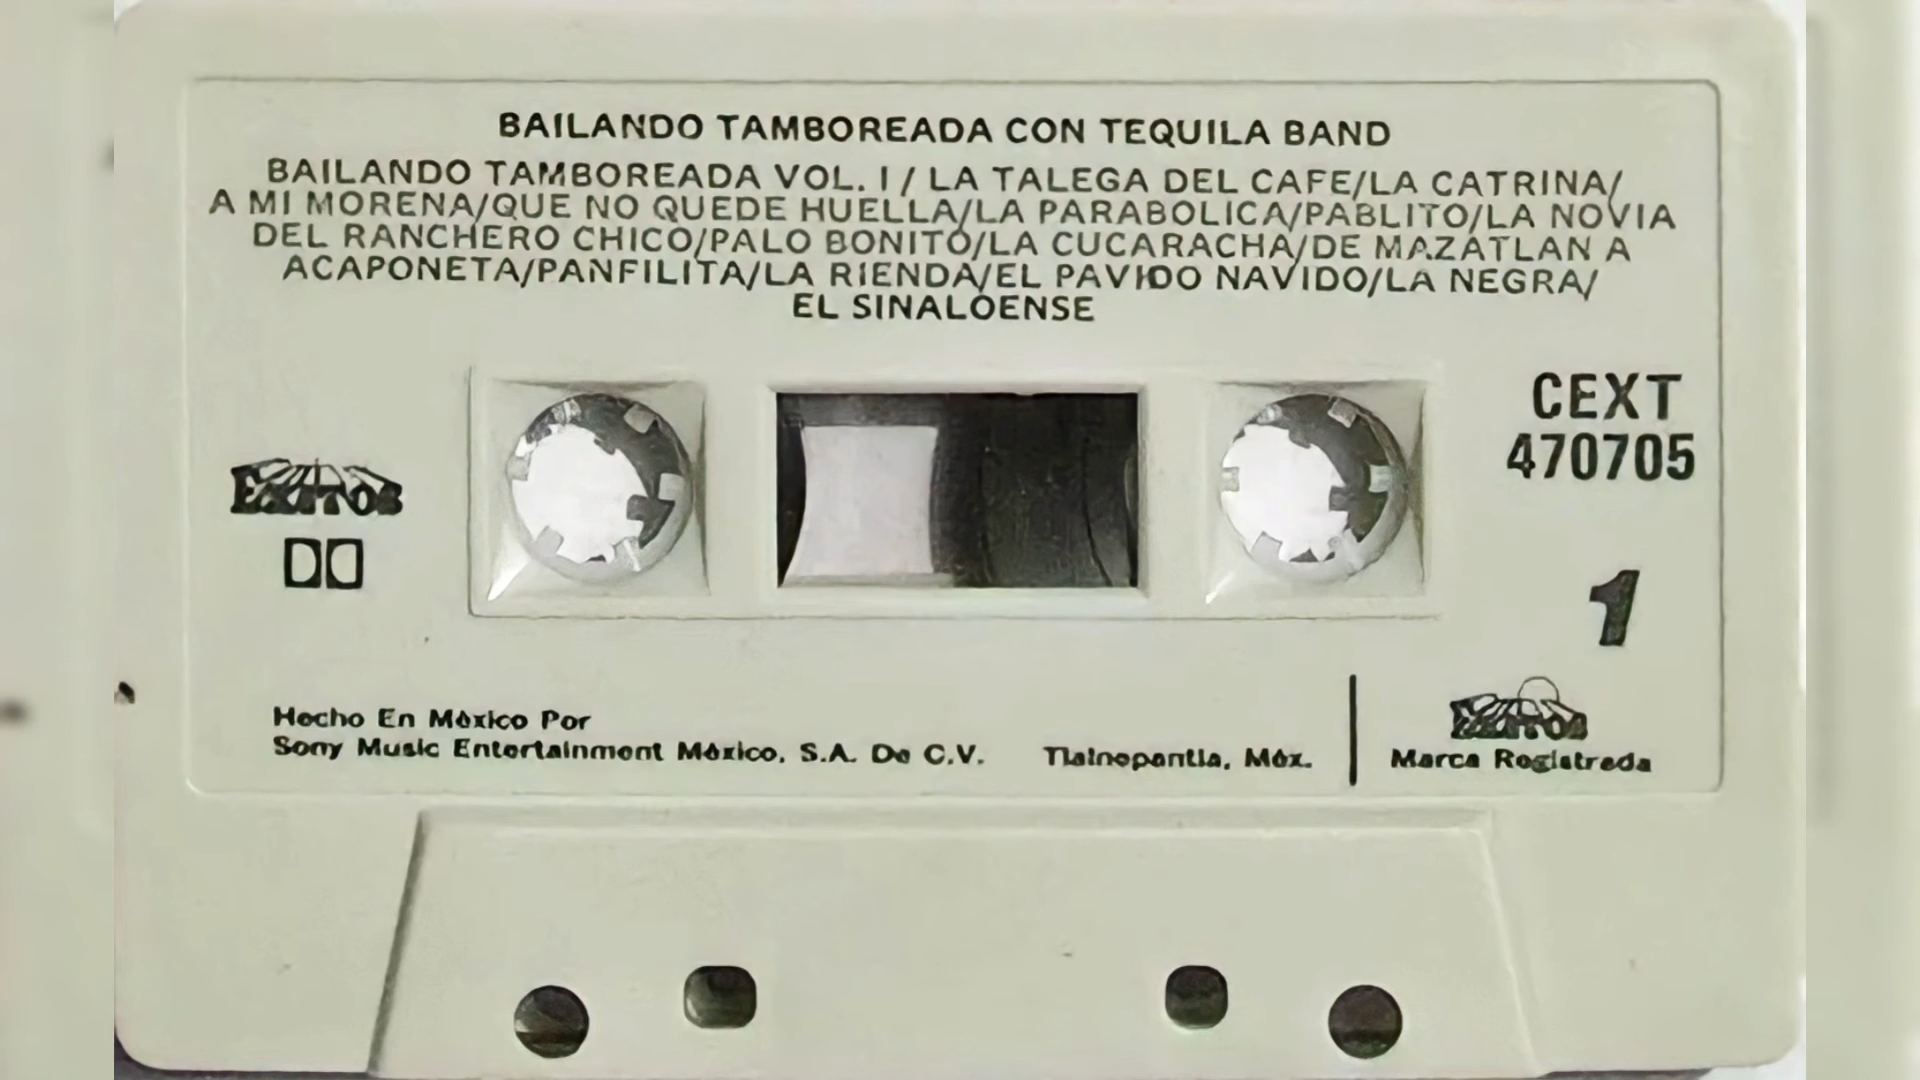 BAILANDO TAMBOREADA CON TEQUILA BAND
BAILANDO TAMBOREADA VOL. I / LA TALEGA DEL CAFE/LA CATRINA/
A MI MORENA/QUE NO QUEDE HUELLA/LA PARABOLICA/PABLITO/LA NOVIA
DEL RANCHERO CHICO/PALO BONITO/LA CUCARACHA/DE MAZATLAN A
ACAPONETA/PANFILITA/LA RIENDA/EL PAVIDO NAVIDO/LA NEGRA/
EL SINALOENSE
CEXT
470705
EXITOS
1
Hecho En México Por
Sony Music Entertainment México, S.A. De C.V. Tlalnepantla, Méx.
EXITOS
Marca Registrada